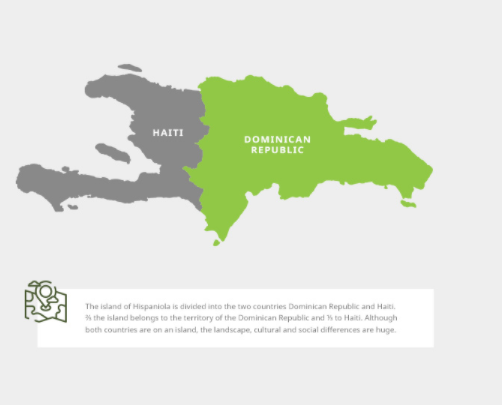 HAITI
DOMINICAN
REPUBLIC
The island of Hispaniola is divided into the two countries Dominican Republic and Haiti.
⅔ the island belongs to the territory of the Dominican Republic and ⅓ to Haiti. Although
both countries are on an island, the landscape, cultural and social differences are huge.